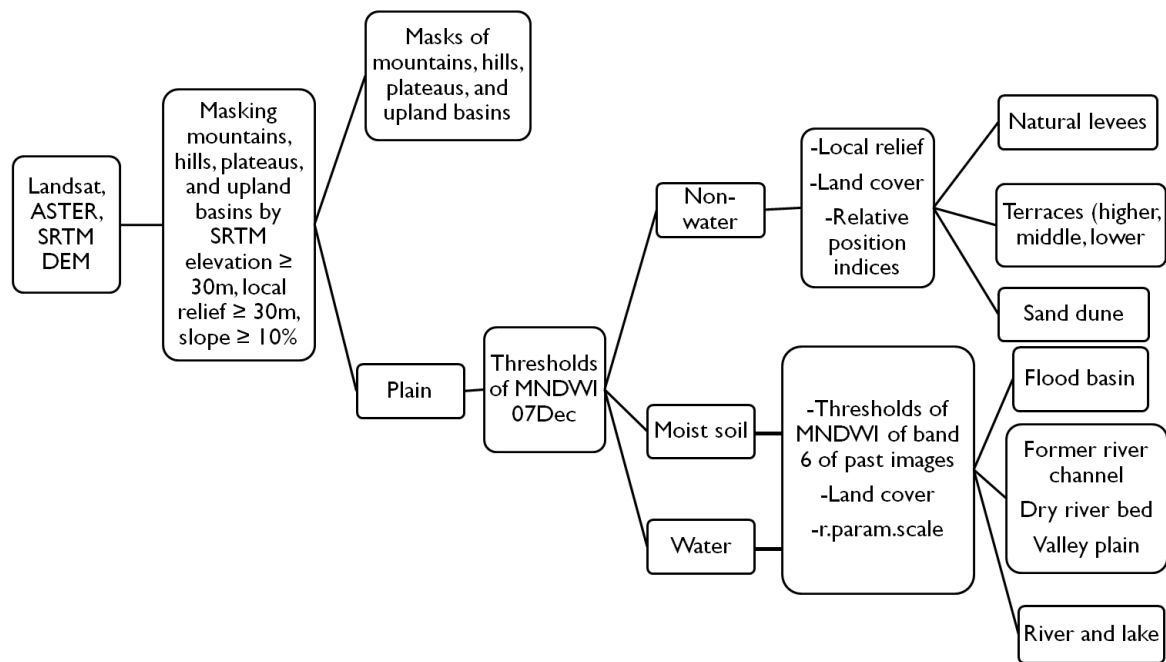 Landsat,
ASTER,
SRTM
DEM
Masking
mountains,
hills, plateaus,
and upland
basins by
SRTM
elevation ≥
30m, local
relief ≥ 30m,
slope ≥ 10%
Masks of
mountains, hills,
plateaus, and
upland basins
Plain
Thresholds
of MNDWI
07Dec
Non-
water
Moist soil
Water
-Local relief
-Land cover
-Relative
position
indices
-Thresholds of
MNDWI of band
6 of past images
-Land cover
-r.param.scale
Natural levees
Terraces (higher,
middle, lower
Sand dune
Flood basin
Former river
channel
Dry river bed
Valley plain
River and lake